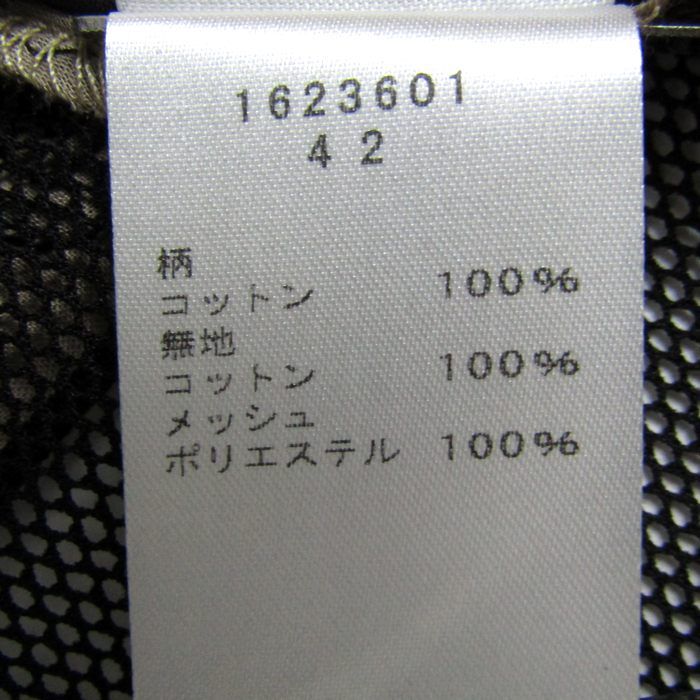 1623601
42
柄
コットン 100%
無地
コットン 100%
メッシュ
ポリエステル 100%